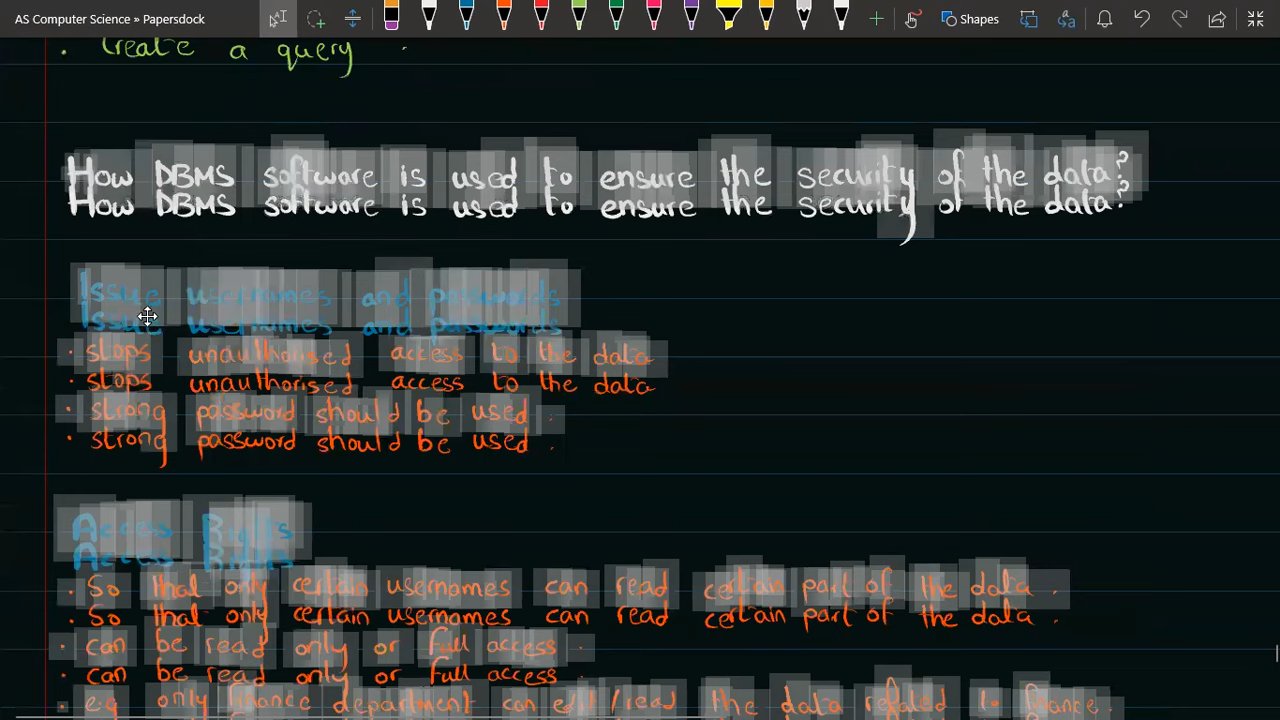 AS Computer Science » Papersdock
Shapes
. Create a query .
How DBMS software is used to ensure the security of the data?
How DBMS software is used to ensure the security of the data?
Issue usernames and passwords
Issue usernames and passwords
. stops unauthorised access to the data
. stops unauthorised access to the data
. strong password should be used .
. strong password should be used .
Access Rights
Access Rights
. So that only certain usernames can read certain part of the data .
. So that only certain usernames can read certain part of the data .
. can be read only or full access .
. can be read only or full access .
. e.g only finance department can edit/read the data related to finance.